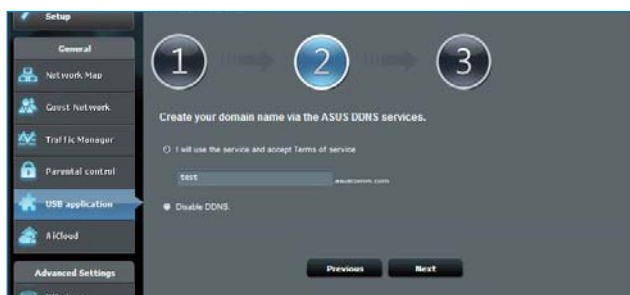 Setup
General
Network Map
Guest Network
Traffic Manager
Parental control
USB application
AiCloud
Advanced Settings
1
2
3
Create your domain name via the ASUS DDNS services.
I will use the service and accept Terms of service
test
asuscomm.com
Disable DDNS.
Previous
Next